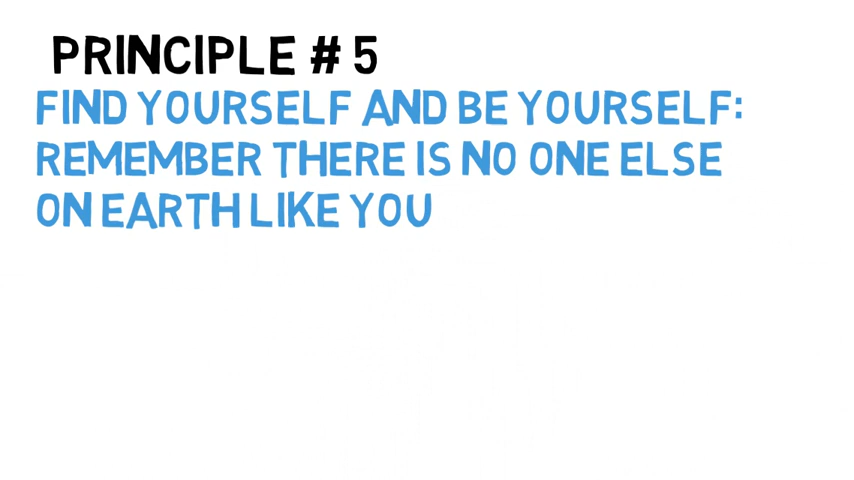 PRINCIPLE # 5
FIND YOURSELF AND BE YOURSELF:
REMEMBER THERE IS NO ONE ELSE
ON EARTH LIKE YOU